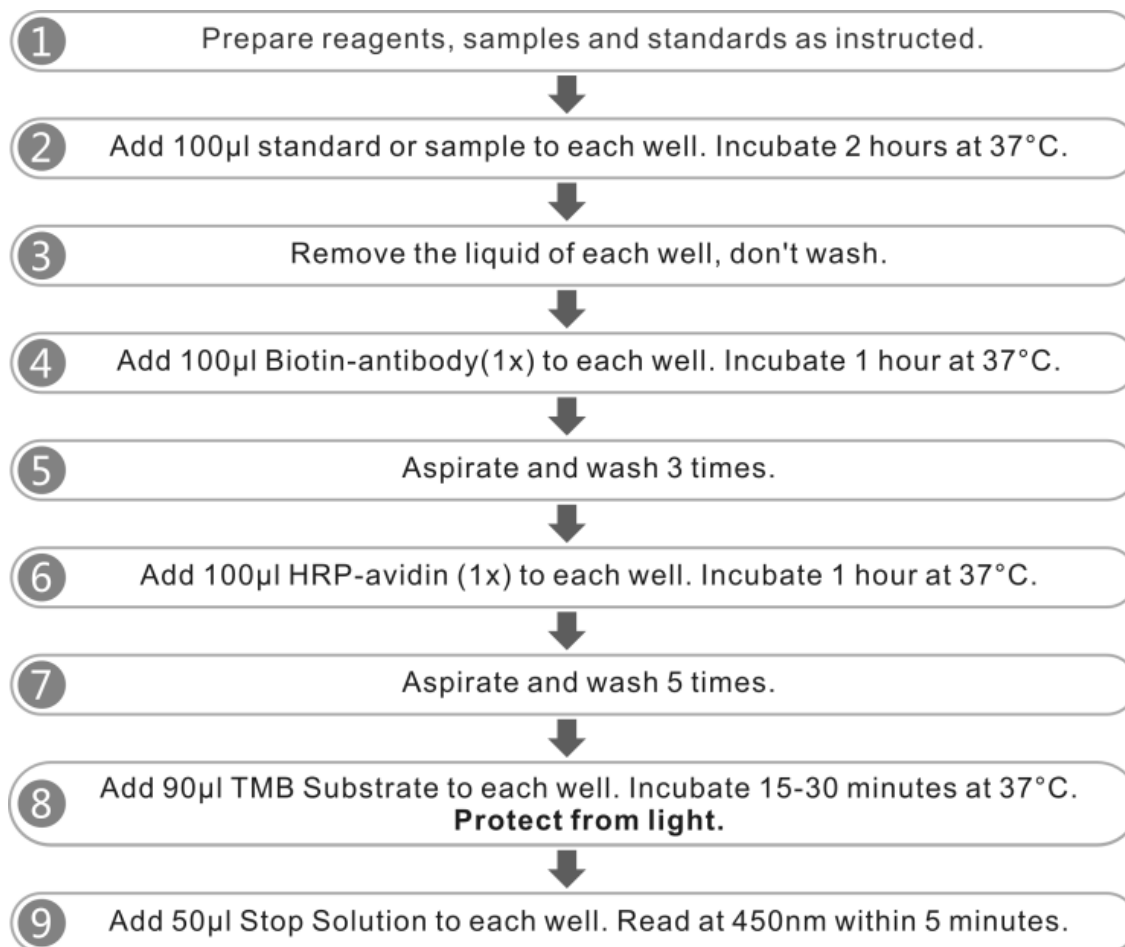 1 Prepare reagents, samples and standards as instructed.
2 Add 100µl standard or sample to each well. Incubate 2 hours at 37°C.
3 Remove the liquid of each well, don't wash.
4 Add 100µl Biotin-antibody(1x) to each well. Incubate 1 hour at 37°C.
5 Aspirate and wash 3 times.
6 Add 100µl HRP-avidin (1x) to each well. Incubate 1 hour at 37°C.
7 Aspirate and wash 5 times.
8 Add 90µl TMB Substrate to each well. Incubate 15-30 minutes at 37°C.
Protect from light.
9 Add 50µl Stop Solution to each well. Read at 450nm within 5 minutes.